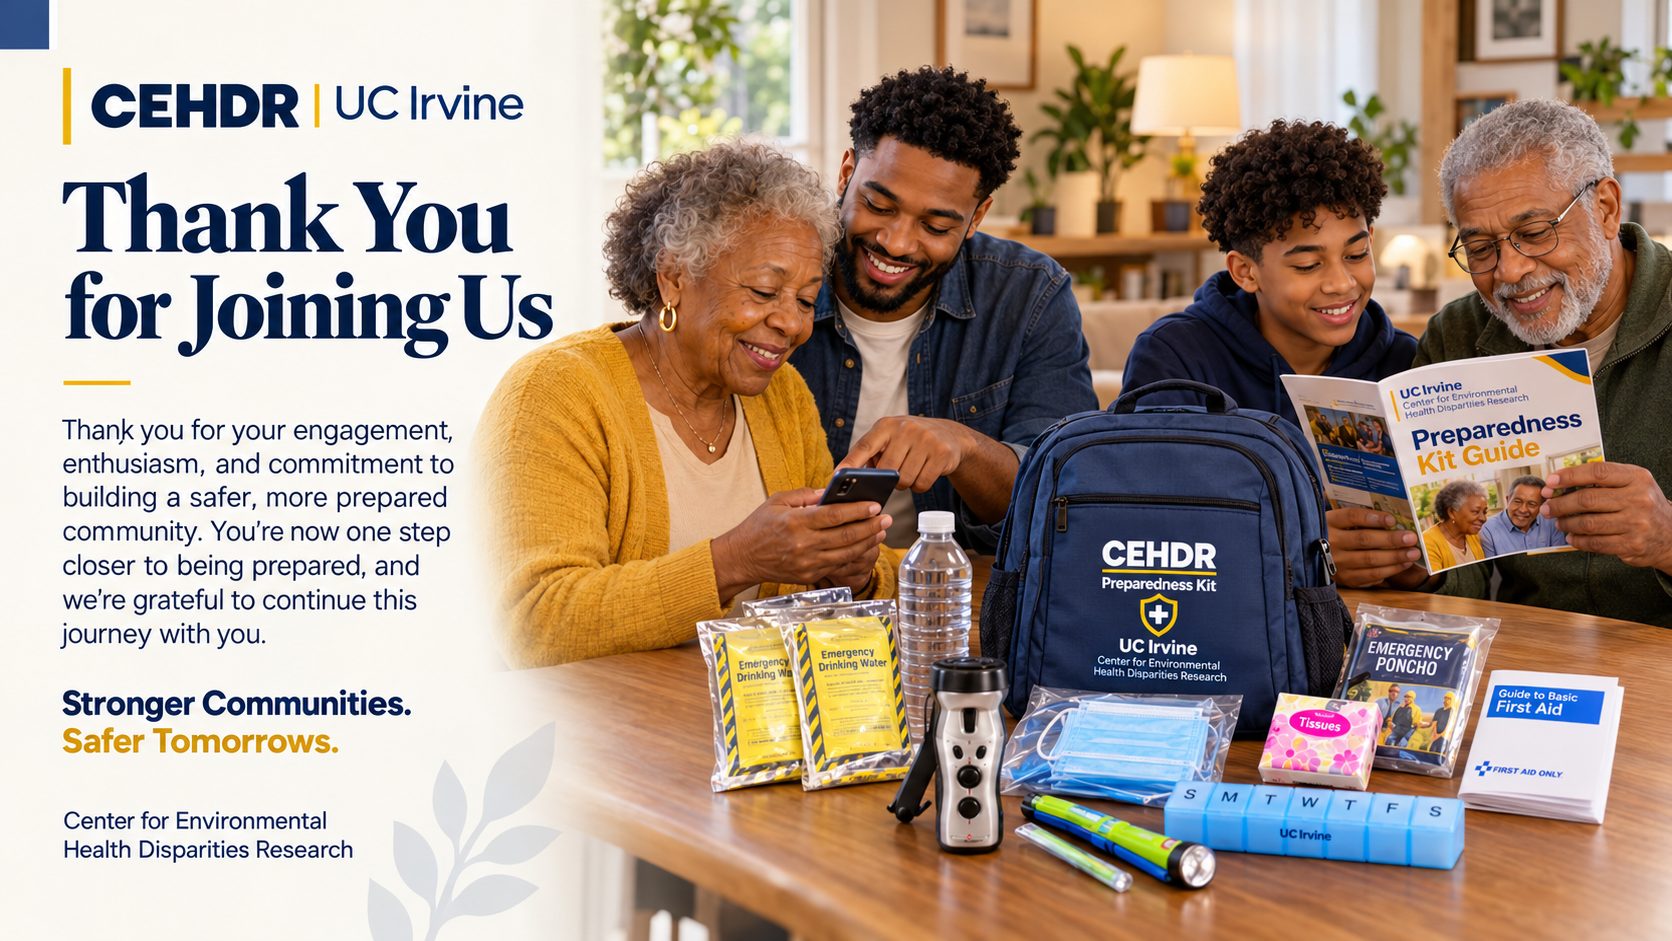 CEHDR | UC Irvine
Thank You
for Joining Us
Thank you for your engagement,
enthusiasm, and commitment to
building a safer, more prepared
community. You're now one step
closer to being prepared, and
we're grateful to continue this
journey with you.
Stronger Communities.
Safer Tomorrows.
Center for Environmental
Health Disparities Research
UC Irvine
Center for Environmental
Health Disparities Research
Preparedness
Kit Guide
CEHDR
Preparedness Kit
UC Irvine
Center for Environmental
Health Disparities Research
Emergency
Drinking
Emergency
Drinking Water
EMERGENCY
PONCHO
Tissues
Guide to Basic
First Aid
FIRST AID ONLY
S M T W T F S
UC Irvine